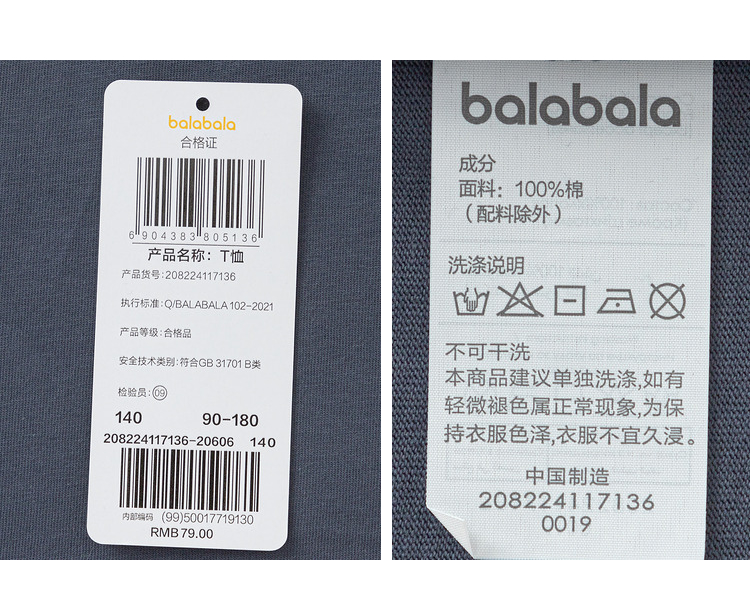 balabala
合格证
6 904383 805136
产品名称：T恤
产品货号:208224117136
执行标准:Q/BALABALA 102-2021
产品等级:合格品
安全技术类别:符合GB 31701 B类
检验员:09
140 90-180
208224117136-20606 140
内部编码 (99)50017719130
RMB 79.00
balabala
成分
面料：100%棉
（配料除外）
洗涤说明
不可干洗
本商品建议单独洗涤,如有
轻微褪色属正常现象,为保
持衣服色泽,衣服不宜久浸。
中国制造
208224117136
0019